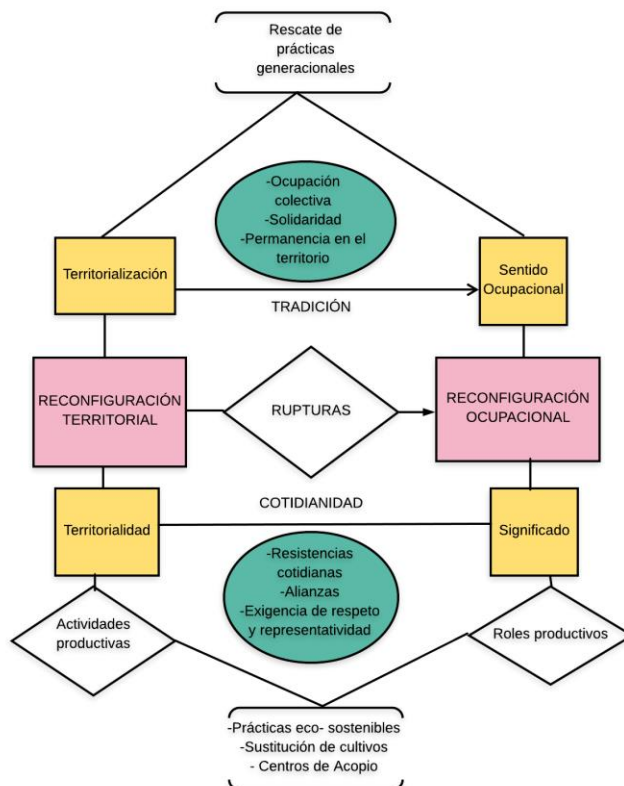 Rescate de
prácticas
generacionales
-Ocupación
colectiva
-Solidaridad
-Permanencia en el
territorio
Territorialización
Sentido
Ocupacional
TRADICIÓN
RECONFIGURACIÓN
TERRITORIAL
RUPTURAS
RECONFIGURACIÓN
OCUPACIONAL
COTIDIANIDAD
Territorialidad
Significado
-Resistencias
cotidianas
-Alianzas
-Exigencia de respeto
y representatividad
Actividades
productivas
Roles productivos
-Prácticas eco- sostenibles
-Sustitución de cultivos
- Centros de Acopio